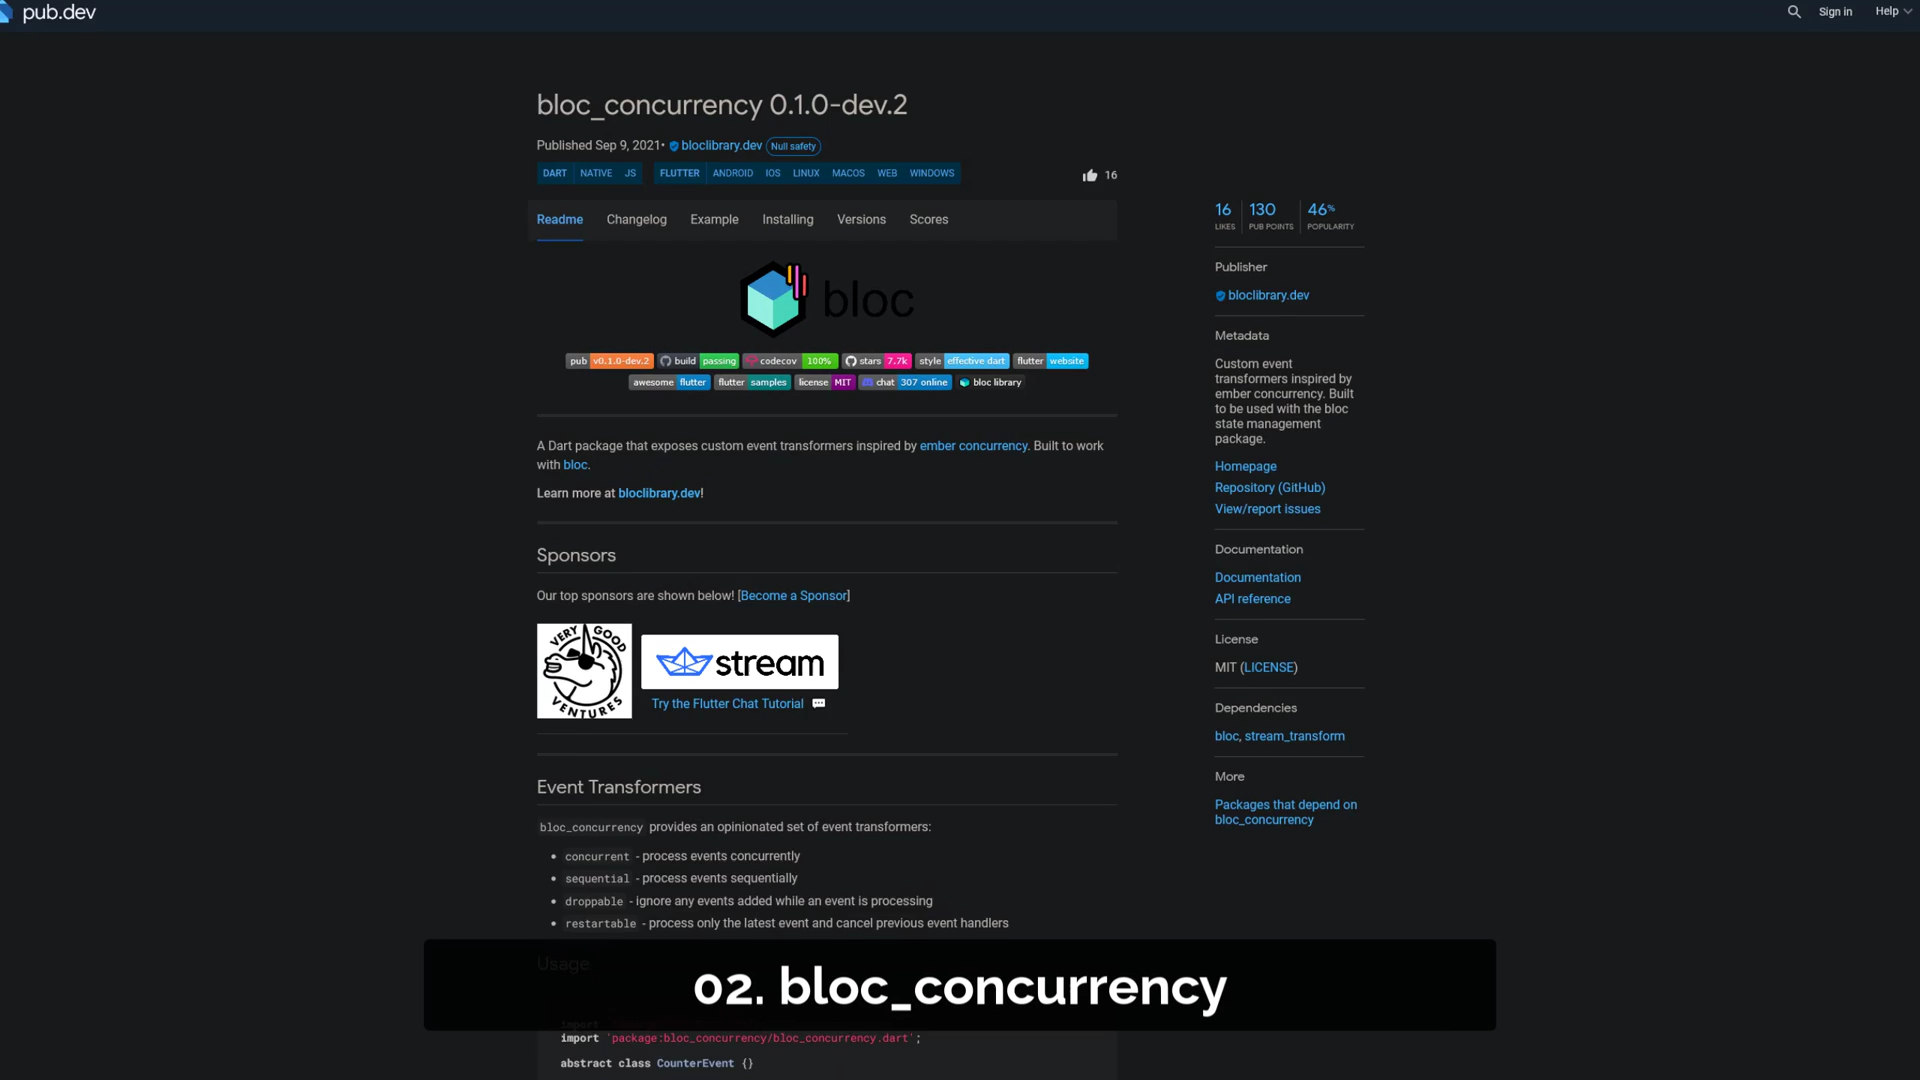 pub.dev
Sign in
Help
bloc_concurrency 0.1.0-dev.2
Published Sep 9, 2021• bloclibrary.dev Null safety
DART NATIVE JS FLUTTER ANDROID IOS LINUX MACOS WEB WINDOWS
16
Readme Changelog Example Installing Versions Scores
bloc
pub v0.1.0-dev.2 build passing codecov 100% stars 7.7k style effective dart flutter website
awesome flutter flutter samples license MIT chat 307 online bloc library
A Dart package that exposes custom event transformers inspired by ember concurrency. Built to work
with bloc.
Learn more at bloclibrary.dev!
Sponsors
Our top sponsors are shown below! [Become a Sponsor]
VERY GOOD
VENTURES
stream
Try the Flutter Chat Tutorial
Event Transformers
bloc_concurrency provides an opinionated set of event transformers:
• concurrent - process events concurrently
• sequential - process events sequentially
• droppable - ignore any events added while an event is processing
• restartable - process only the latest event and cancel previous event handlers
Usage
02. bloc_concurrency
import
import 'package:bloc_concurrency/bloc_concurrency.dart';
abstract class CounterEvent {}
16 130 46%
LIKES PUB POINTS POPULARITY
Publisher
bloclibrary.dev
Metadata
Custom event
transformers inspired by
ember concurrency. Built
to be used with the bloc
state management
package.
Homepage
Repository (GitHub)
View/report issues
Documentation
Documentation
API reference
License
MIT (LICENSE)
Dependencies
bloc, stream_transform
More
Packages that depend on
bloc_concurrency